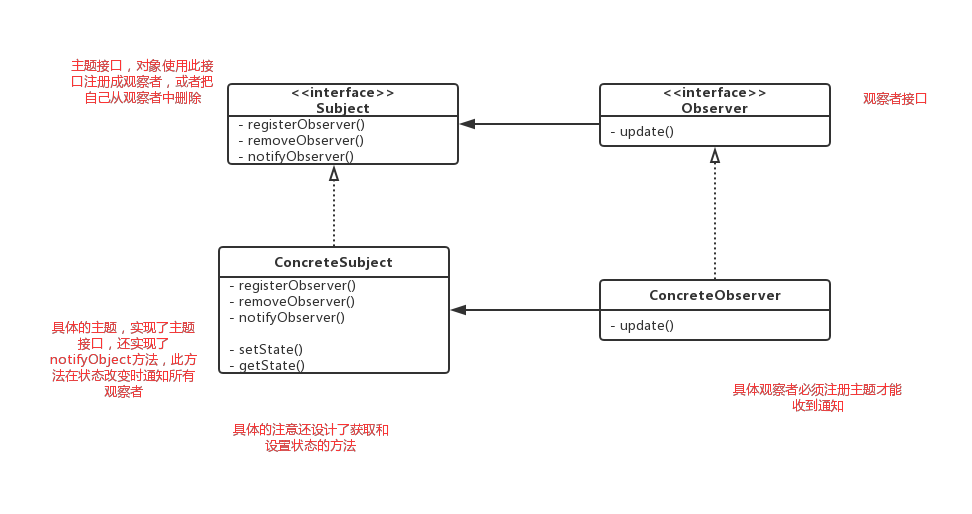 主题接口，对象使用此接
口注册成观察者，或者把
自己从观察者中删除
<<interface>>
Subject
- registerObserver()
- removeObserver()
- notifyObserver()
<<interface>>
Observer
- update()
观察者接口
ConcreteSubject
- registerObserver()
- removeObserver()
- notifyObserver()
- setState()
- getState()
ConcreteObserver
- update()
具体的主题，实现了主题
接口，还实现了
notifyObject方法，此方
法在状态改变时通知所有
观察者
具体观察者必须注册主题才能
收到通知
具体的注意还设计了获取和
设置状态的方法